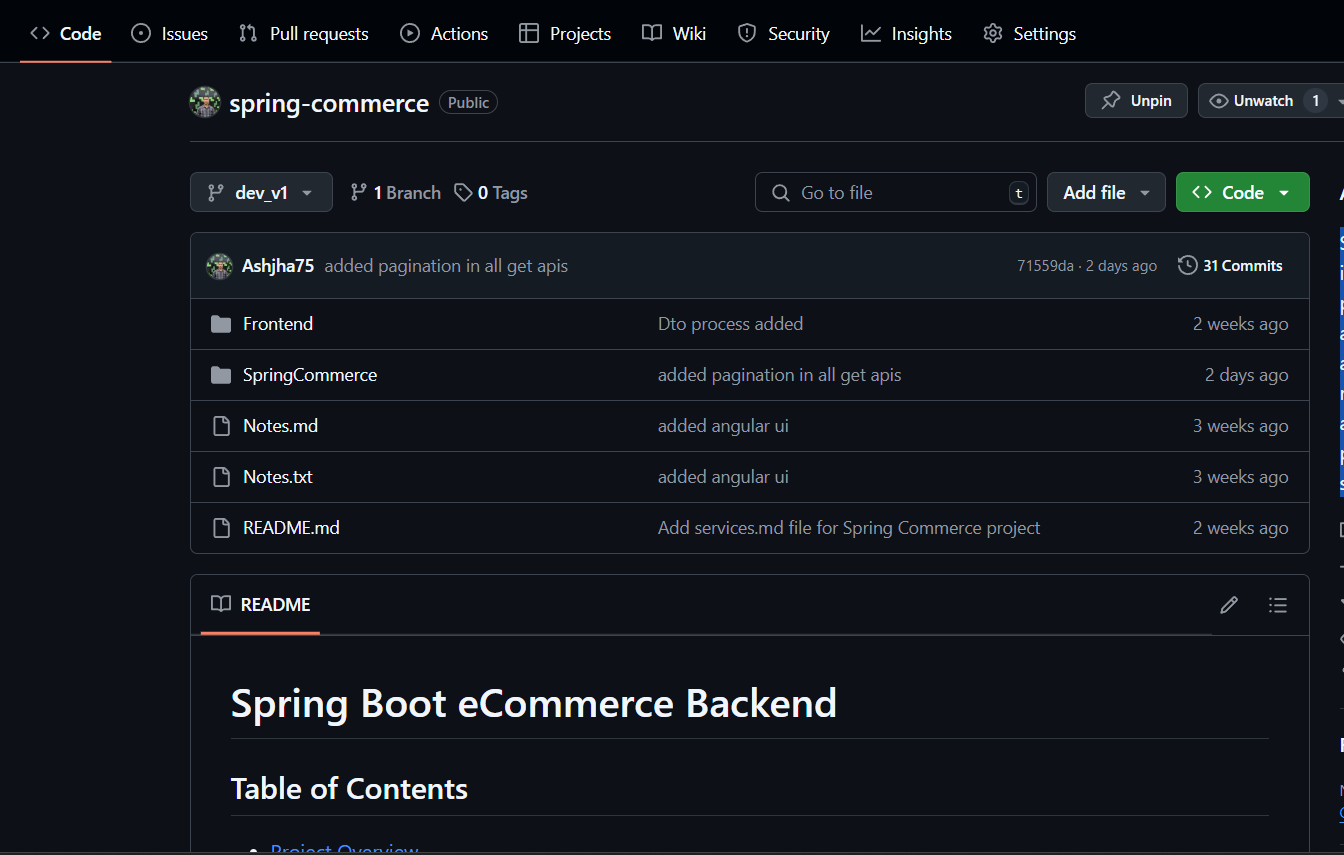 Code Issues Pull requests Actions Projects Wiki Security Insights Settings
spring-commerce Public Unpin Unwatch 1
dev_v1 1 Branch 0 Tags Go to file t Add file Code
Ashjha75 added pagination in all get apis 71559da · 2 days ago 31 Commits
Frontend Dto process added 2 weeks ago
SpringCommerce added pagination in all get apis 2 days ago
Notes.md added angular ui 3 weeks ago
Notes.txt added angular ui 3 weeks ago
README.md Add services.md file for Spring Commerce project 2 weeks ago
README
Spring Boot eCommerce Backend
Table of Contents
Project Overview